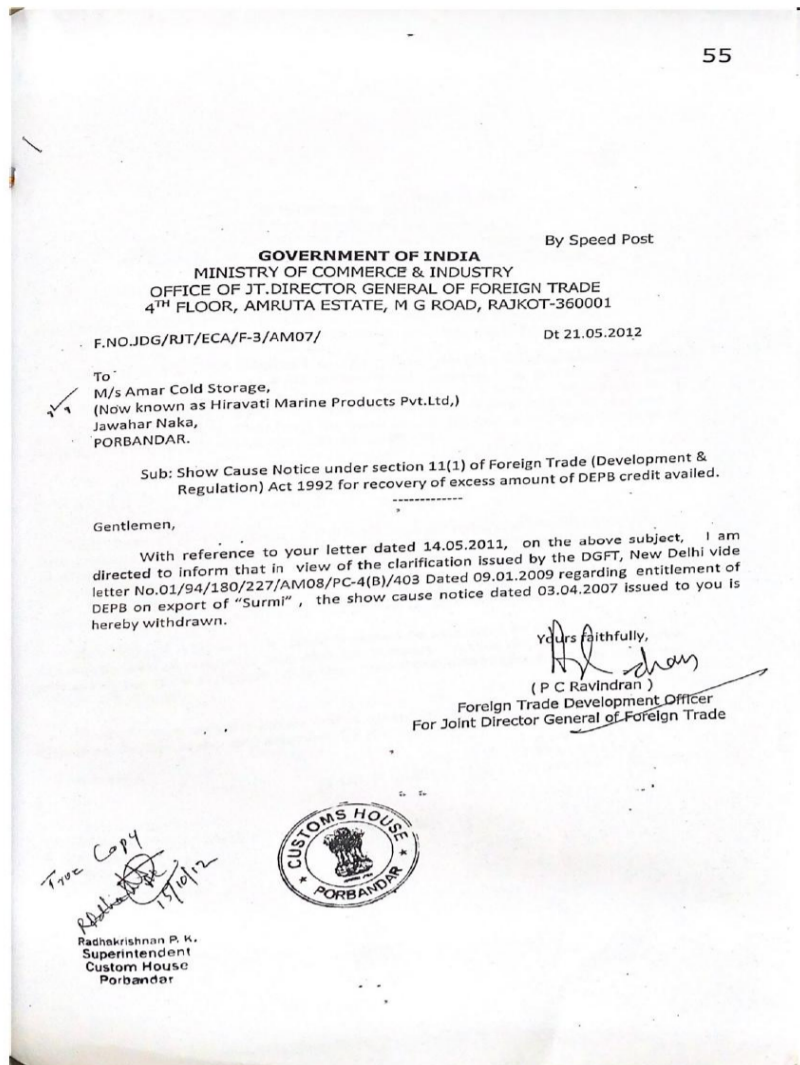 55
By Speed Post
GOVERNMENT OF INDIA
MINISTRY OF COMMERCE & INDUSTRY
OFFICE OF JT.DIRECTOR GENERAL OF FOREIGN TRADE
4TH FLOOR, AMRUTA ESTATE, M G ROAD, RAJKOT-360001
F.NO.JDG/RJT/ECA/F-3/AM07/ Dt 21.05.2012
To
M/s Amar Cold Storage,
(Now known as Hiravati Marine Products Pvt.Ltd,)
Jawahar Naka,
PORBANDAR.
Sub: Show Cause Notice under section 11(1) of Foreign Trade (Development &
Regulation) Act 1992 for recovery of excess amount of DEPB credit availed.
-------------
Gentlemen,
With reference to your letter dated 14.05.2011, on the above subject, I am
directed to inform that in view of the clarification issued by the DGFT, New Delhi vide
letter No.01/94/180/227/AM08/PC-4(B)/403 Dated 09.01.2009 regarding entitlement of
DEPB on export of "Surmi" , the show cause notice dated 03.04.2007 issued to you is
hereby withdrawn.
Yours faithfully,
( P C Ravindran )
Foreign Trade Development Officer
For Joint Director General of Foreign Trade
CUSTOMS HOUSE
PORBANDAR
True Copy
15/10/12
Radhakrishnan P. K.
Superintendent
Custom House
Porbandar